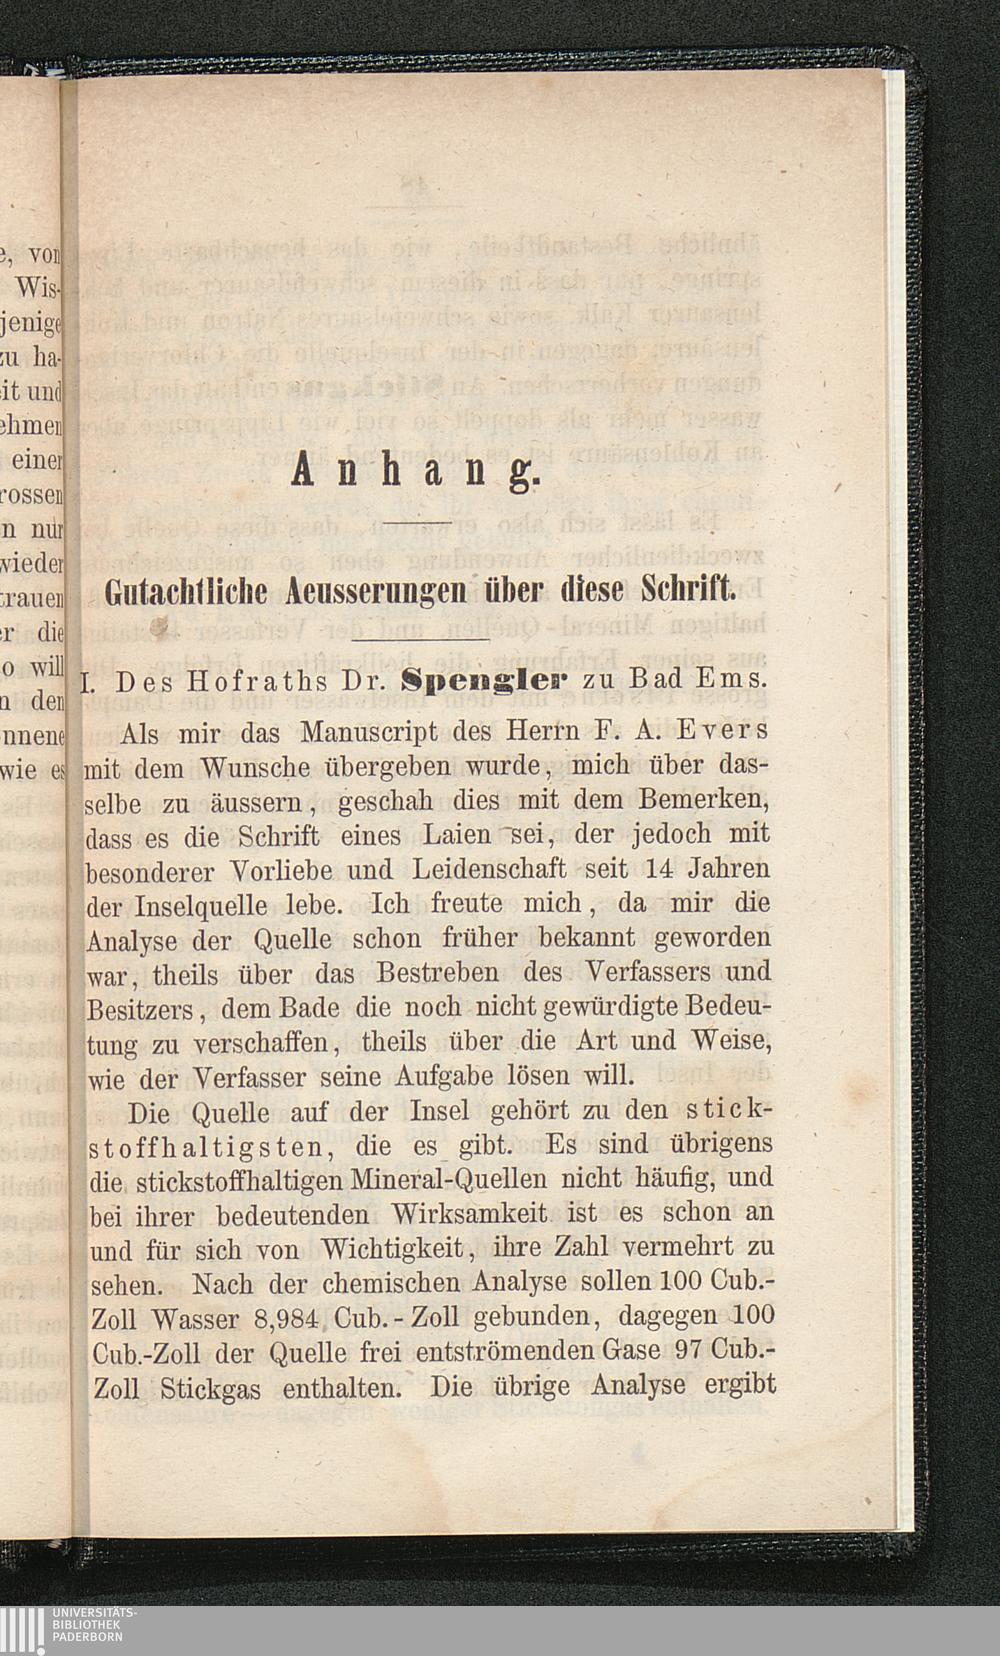 Anhang.
Gutachtliche Aeusserungen über diese Schrift.
I. Des Hofraths Dr. Spengler zu Bad Ems.
Als mir das Manuscript des Herrn F. A. Evers
mit dem Wunsche übergeben wurde, mich über das-
selbe zu äussern, geschah dies mit dem Bemerken,
dass es die Schrift eines Laien sei, der jedoch mit
besonderer Vorliebe und Leidenschaft seit 14 Jahren
der Inselquelle lebe. Ich freute mich, da mir die
Analyse der Quelle schon früher bekannt geworden
war, theils über das Bestreben des Verfassers und
Besitzers, dem Bade die noch nicht gewürdigte Bedeu-
tung zu verschaffen, theils über die Art und Weise,
wie der Verfasser seine Aufgabe lösen will.
Die Quelle auf der Insel gehört zu den stick-
stoffhaltigsten, die es gibt. Es sind übrigens
die stickstoffhaltigen Mineral-Quellen nicht häufig, und
bei ihrer bedeutenden Wirksamkeit ist es schon an
und für sich von Wichtigkeit, ihre Zahl vermehrt zu
sehen. Nach der chemischen Analyse sollen 100 Cub.-
Zoll Wasser 8,984 Cub.-Zoll gebunden, dagegen 100
Cub.-Zoll der Quelle frei entströmenden Gase 97 Cub.-
Zoll Stickgas enthalten. Die übrige Analyse ergibt
UNIVERSITÄTS-
BIBLIOTHEK
PADERBORN